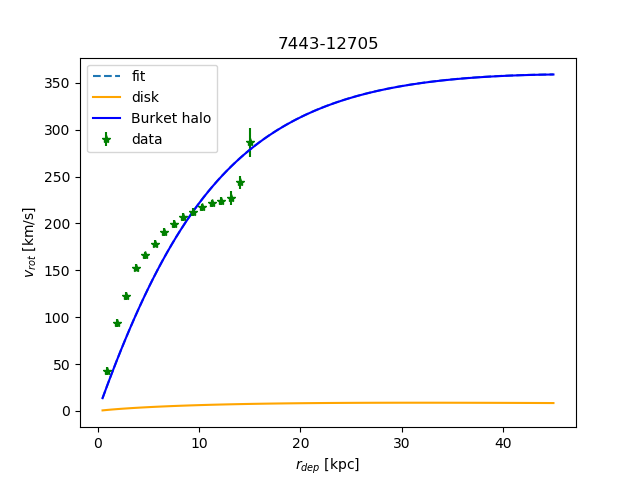 7443-12705
fit
disk
Burket halo
data
350
300
250
200
150
100
50
0
v_rot [km/s]
0 10 20 30 40
r_dep [kpc]